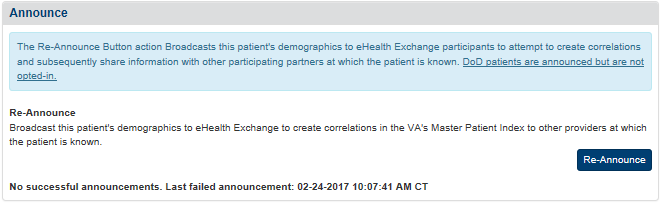 Announce
The Re-Announce Button action Broadcasts this patient's demographics to eHealth Exchange participants to attempt to create correlations
and subsequently share information with other participating partners at which the patient is known. DoD patients are announced but are not
opted-in.
Re-Announce
Broadcast this patient's demographics to eHealth Exchange to create correlations in the VA's Master Patient Index to other providers at which
the patient is known.
Re-Announce
No successful announcements. Last failed announcement: 02-24-2017 10:07:41 AM CT